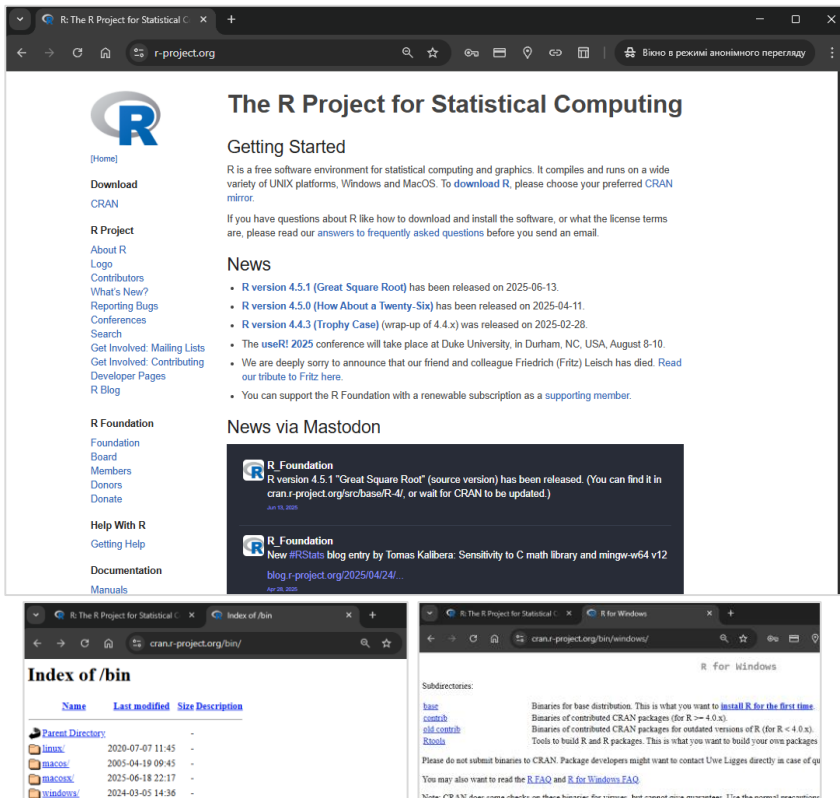 R: The R Project for Statistical C
r-project.org
Вікно в режимі анонімного перегляду
R
[Home]
Download
CRAN
R Project
About R
Logo
Contributors
What's New?
Reporting Bugs
Conferences
Search
Get Involved: Mailing Lists
Get Involved: Contributing
Developer Pages
R Blog
R Foundation
Foundation
Board
Members
Donors
Donate
Help With R
Getting Help
Documentation
Manuals
The R Project for Statistical Computing
Getting Started
R is a free software environment for statistical computing and graphics. It compiles and runs on a wide
variety of UNIX platforms, Windows and MacOS. To download R, please choose your preferred CRAN
mirror.
If you have questions about R like how to download and install the software, or what the license terms
are, please read our answers to frequently asked questions before you send an email.
News
• R version 4.5.1 (Great Square Root) has been released on 2025-06-13.
• R version 4.5.0 (How About a Twenty-Six) has been released on 2025-04-11.
• R version 4.4.3 (Trophy Case) (wrap-up of 4.4.x) was released on 2025-02-28.
• The useR! 2025 conference will take place at Duke University, in Durham, NC, USA, August 8-10.
• We are deeply sorry to announce that our friend and colleague Friedrich (Fritz) Leisch has died. Read
our tribute to Fritz here.
• You can support the R Foundation with a renewable subscription as a supporting member.
News via Mastodon
R_Foundation
R version 4.5.1 "Great Square Root" (source version) has been released. (You can find it in
cran.r-project.org/src/base/R-4/, or wait for CRAN to be updated.)
R_Foundation
New #RStats blog entry by Tomas Kalibera: Sensitivity to C math library and mingw-w64 v12
blog.r-project.org/2025/04/24/...
R: The R Project for Statistical C
Index of /bin
cran.r-project.org/bin/
Index of /bin
Name Last modified Size Description
Parent Directory -
linux/ 2020-07-07 11:45 -
macos/ 2005-04-19 09:45 -
macosx/ 2025-06-18 22:17 -
windows/ 2024-03-05 14:36 -
R: The R Project for Statistical C
R for Windows
cran.r-project.org/bin/windows/
R for Windows
Subdirectories:
base Binaries for base distribution. This is what you want to install R for the first time.
contrib Binaries of contributed CRAN packages (for R >= 4.0.x).
old contrib Binaries of contributed CRAN packages for outdated versions of R (for R < 4.0.x).
Rtools Tools to build R and R packages. This is what you want to build your own packages
Please do not submit binaries to CRAN. Package developers might want to contact Uwe Ligges directly in case of qu
You may also want to read the R FAQ and R for Windows FAQ.
Note: CRAN does some checks on these binaries for viruses, but cannot give guarantees. Use the normal precautions